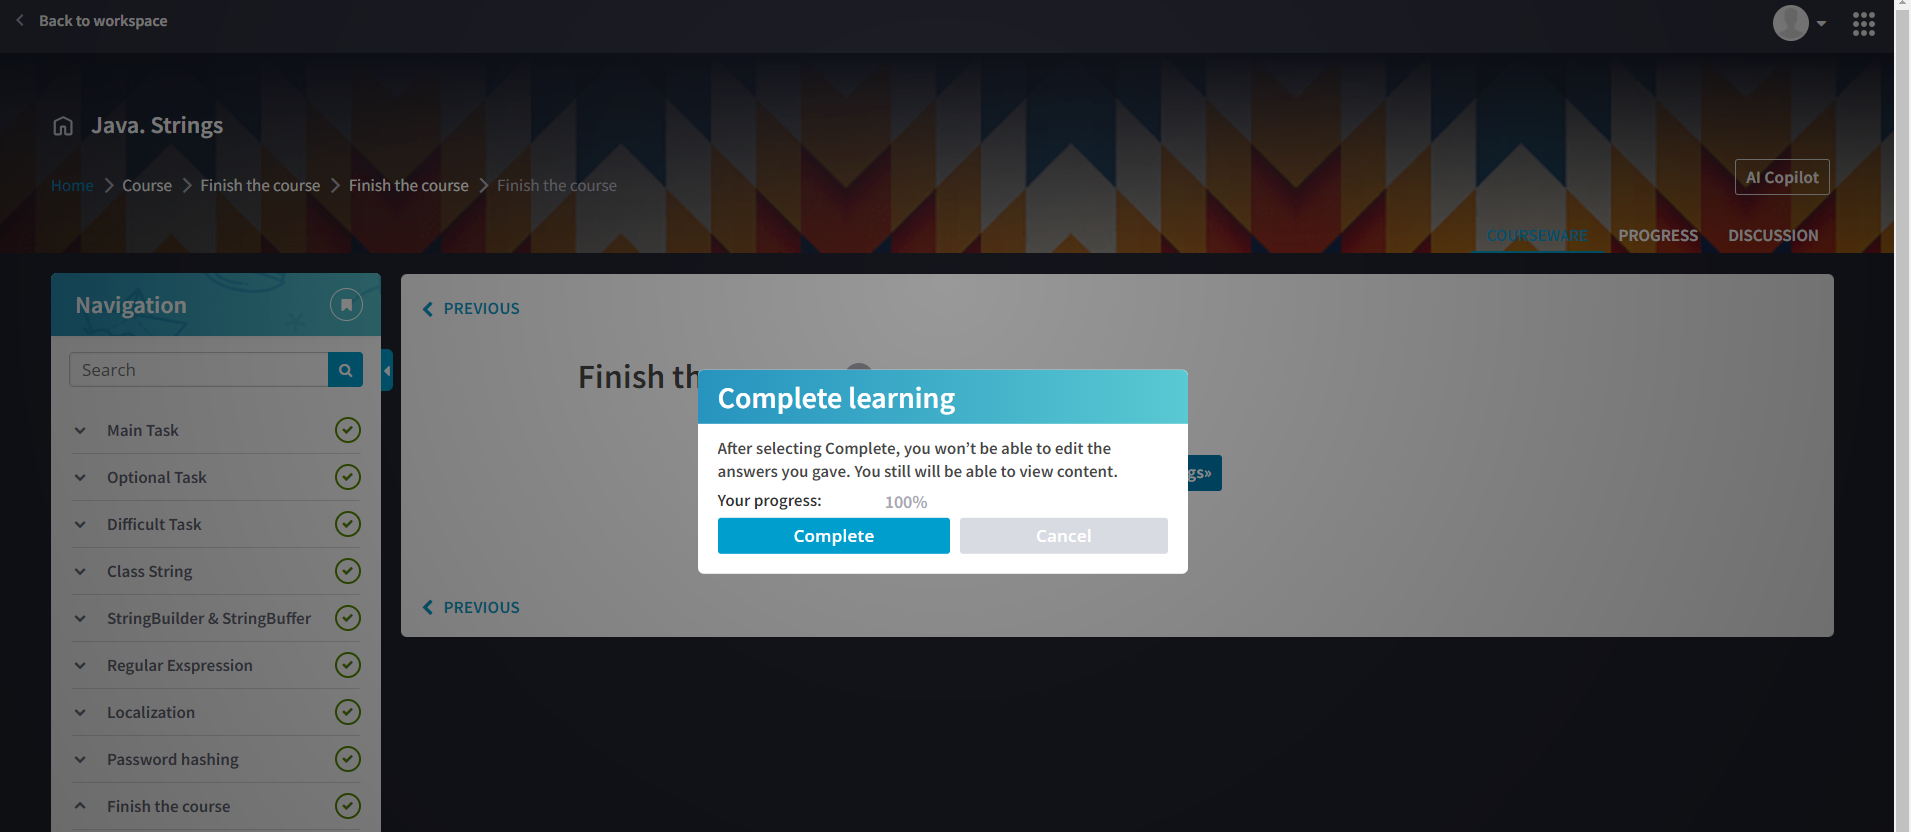 Back to workspace
Java. Strings
Home Course Finish the course Finish the course Finish the course
AI Copilot
COURSEWARE PROGRESS DISCUSSION
Navigation
Search
Main Task
Optional Task
Difficult Task
Class String
StringBuilder & StringBuffer
Regular Exspression
Localization
Password hashing
Finish the course
PREVIOUS
Finish th
Complete learning
After selecting Complete, you won’t be able to edit the
answers you gave. You still will be able to view content.
Your progress: 100%
Complete Cancel
gs»
PREVIOUS